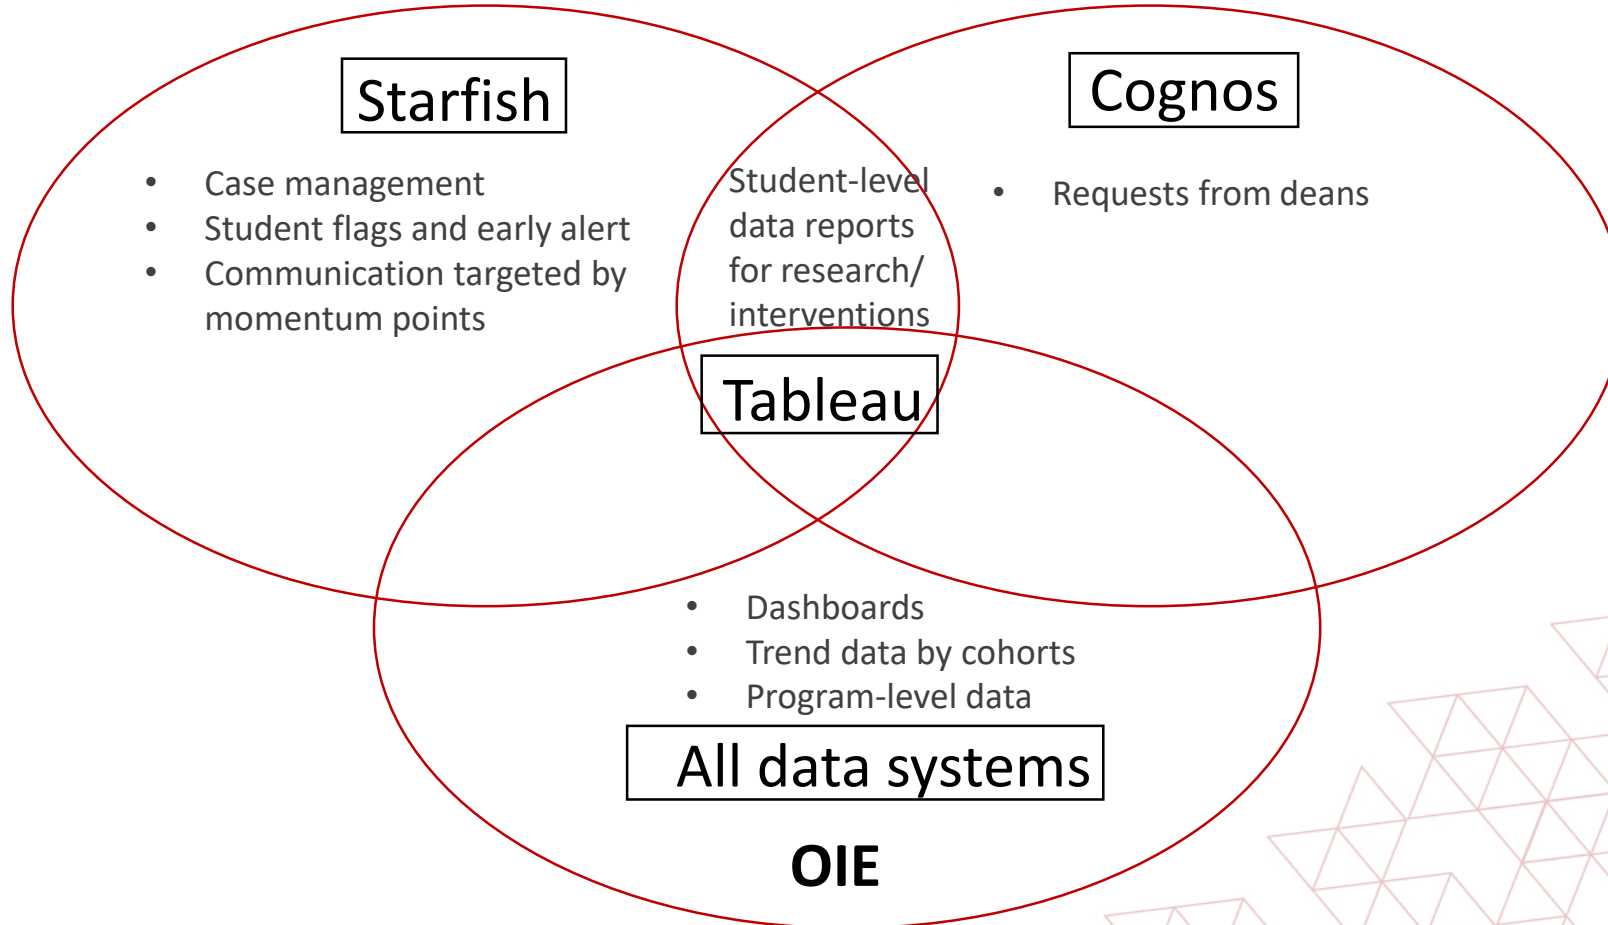 Starfish
• Case management
• Student flags and early alert
• Communication targeted by
momentum points
Student-level
data reports
for research/
interventions
Cognos
• Requests from deans
Tableau
• Dashboards
• Trend data by cohorts
• Program-level data
All data systems
OIE